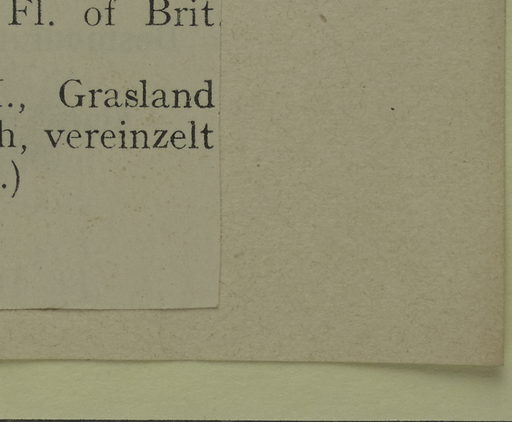 Fl. of Brit.
., Grasland
h, vereinzelt
.)